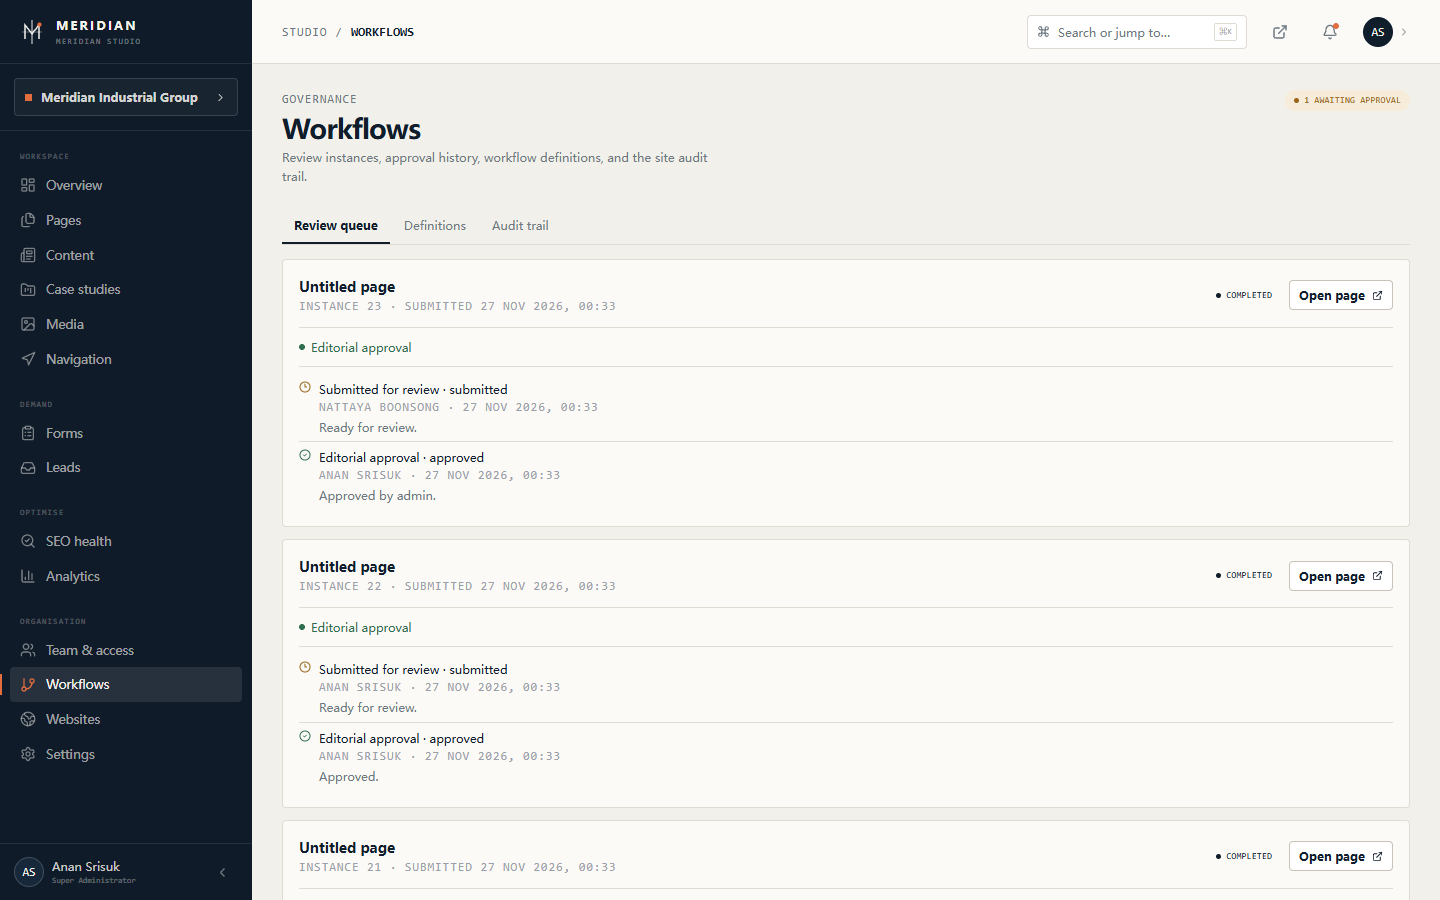 MERIDIAN
MERIDIAN STUDIO
Meridian Industrial Group
WORKSPACE
Overview
Pages
Content
Case studies
Media
Navigation
DEMAND
Forms
Leads
OPTIMISE
SEO health
Analytics
ORGANISATION
Team & access
Workflows
Websites
Settings
AS
Anan Srisuk
Super Administrator
STUDIO / WORKFLOWS
⌘ Search or jump to... ⌘K
AS
GOVERNANCE
1 AWAITING APPROVAL
Workflows
Review instances, approval history, workflow definitions, and the site audit
trail.
Review queue Definitions Audit trail
Untitled page
INSTANCE 23 · SUBMITTED 27 NOV 2026, 00:33
COMPLETED
Open page
Editorial approval
Submitted for review · submitted
NATTAYA BOONSONG · 27 NOV 2026, 00:33
Ready for review.
Editorial approval · approved
ANAN SRISUK · 27 NOV 2026, 00:33
Approved by admin.
Untitled page
INSTANCE 22 · SUBMITTED 27 NOV 2026, 00:33
COMPLETED
Open page
Editorial approval
Submitted for review · submitted
ANAN SRISUK · 27 NOV 2026, 00:33
Ready for review.
Editorial approval · approved
ANAN SRISUK · 27 NOV 2026, 00:33
Approved.
Untitled page
INSTANCE 21 · SUBMITTED 27 NOV 2026, 00:33
COMPLETED
Open page